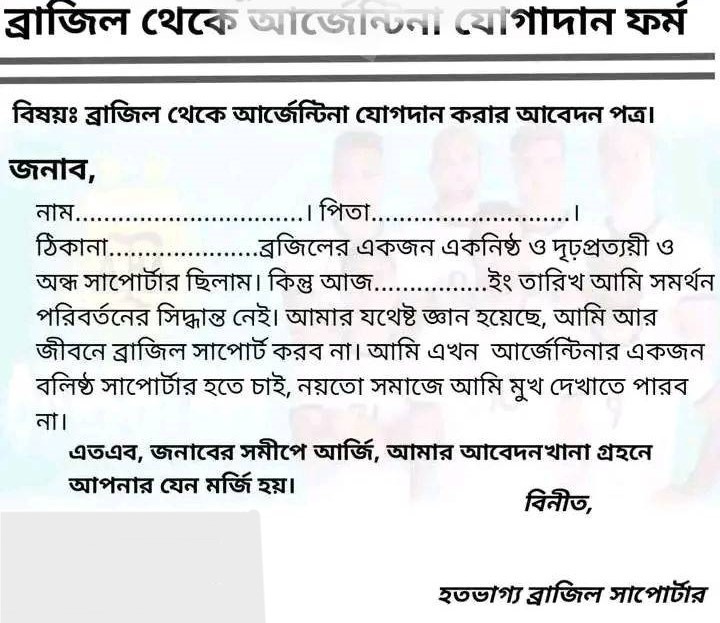 ব্রাজিল থেকে আর্জেন্টিনা যোগাদান ফর্ম
বিষয়ঃ ব্রাজিল থেকে আর্জেন্টিনা যোগদান করার আবেদন পত্র।
জনাব,
নাম................................। পিতা............................।
ঠিকানা.....................ব্রজিলের একজন একনিষ্ঠ ও দৃঢ়প্রত্যয়ী ও
অন্ধ সাপোর্টার ছিলাম। কিন্তু আজ................ইং তারিখ আমি সমর্থন
পরিবর্তনের সিদ্ধান্ত নেই। আমার যথেষ্ট জ্ঞান হয়েছে, আমি আর
জীবনে ব্রাজিল সাপোর্ট করব না। আমি এখন আর্জেন্টিনার একজন
বলিষ্ঠ সাপোর্টার হতে চাই, নয়তো সমাজে আমি মুখ দেখাতে পারব
না।
এতএব, জনাবের সমীপে আর্জি, আমার আবেদনখানা গ্রহনে
আপনার যেন মর্জি হয়।
বিনীত,
হতভাগ্য ব্রাজিল সাপোর্টার